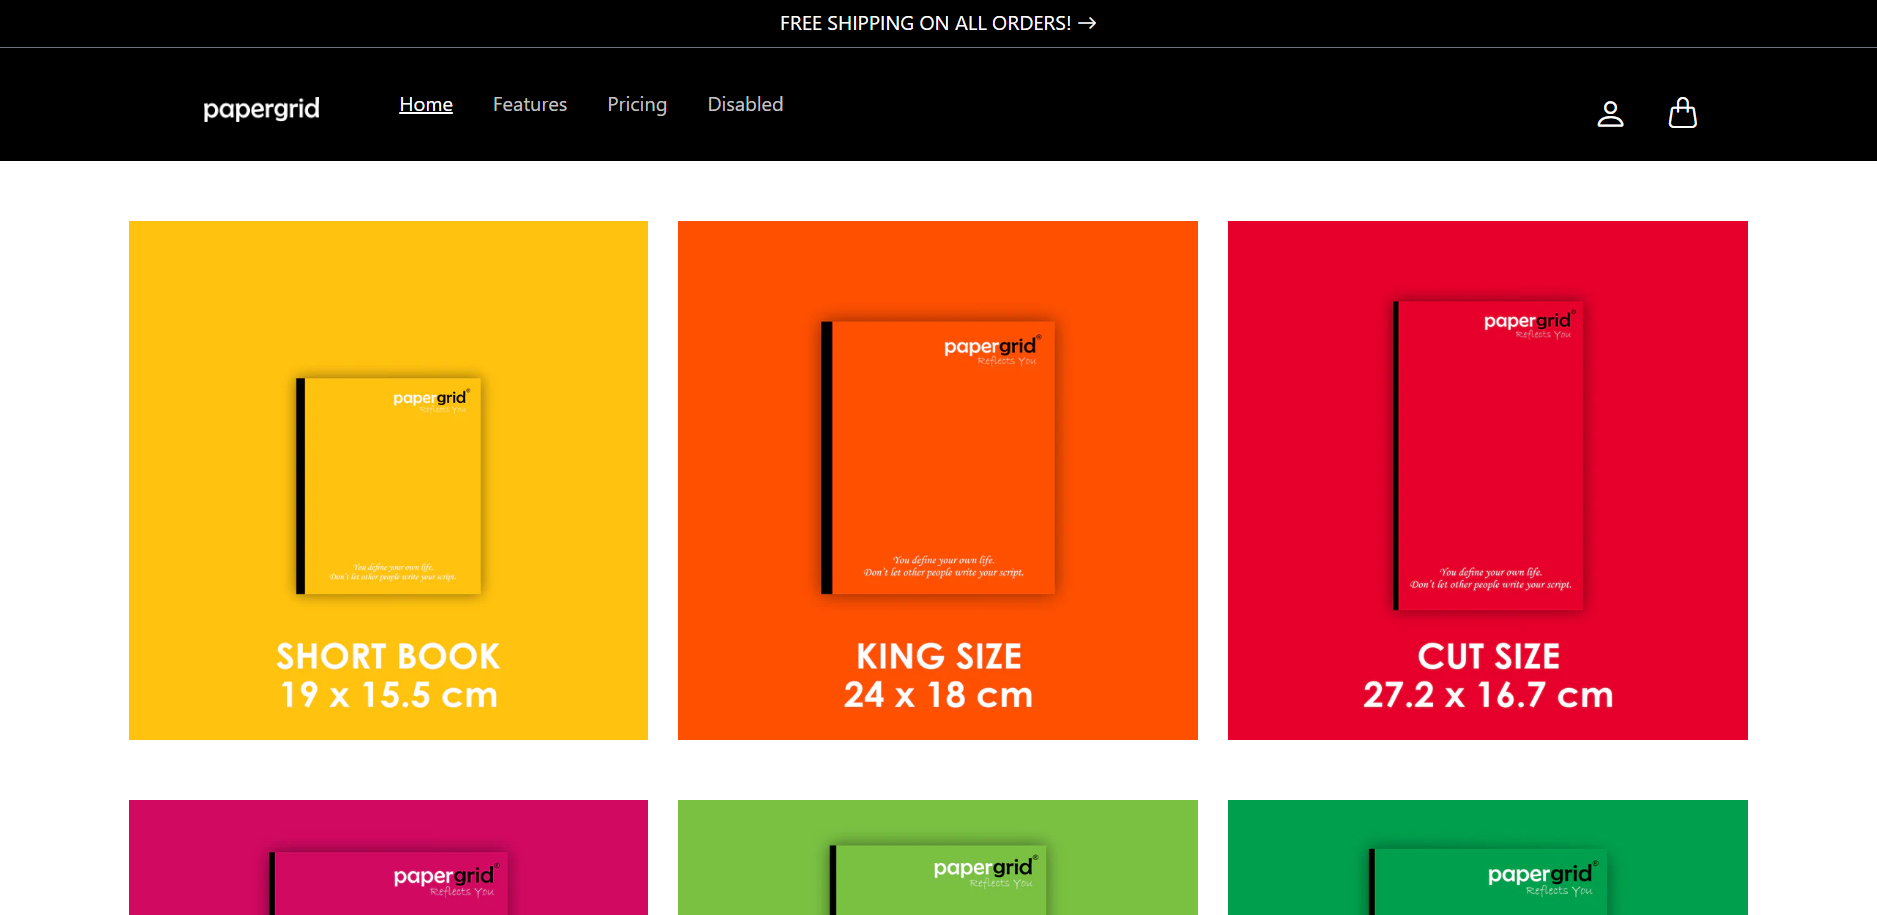 FREE SHIPPING ON ALL ORDERS! →
papergrid
Home Features Pricing Disabled
papergrid®
Reflects You
You define your own life.
Don't let other people write your script.
SHORT BOOK
19 x 15.5 cm
papergrid®
Reflects You
You define your own life.
Don't let other people write your script.
KING SIZE
24 x 18 cm
papergrid®
Reflects You
You define your own life.
Don't let other people write your script.
CUT SIZE
27.2 x 16.7 cm
papergrid®
Reflects You
papergrid®
Reflects You
papergrid®
Reflects You